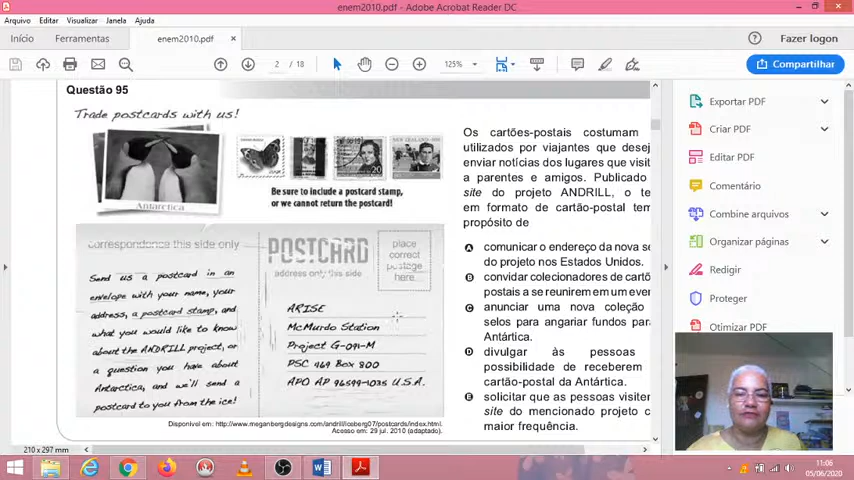 enem2010.pdf - Adobe Acrobat Reader DC
Arquivo Editar Visualizar Janela Ajuda
Início Ferramentas enem2010.pdf × Fazer logon
2 / 18 125% Compartilhar
Questão 95
Trade postcards with us!
Antarctica
NEW ZEALAND
20
Be sure to include a postcard stamp,
or we cannot return the postcard!
correspondence this side only
POSTCARD
address only this side
place
correct
postage
here...
Send us a postcard in an
envelope with your name, your
address, a postcard stamp, and
what you would like to know
about the ANDRILL project, or
a question you have about
Antarctica, and we'll send a
postcard to you from the ice!
ARISE
McMurdo Station
Project G-091-M
PSC 469 Box 800
APO AP 96599-1035 U.S.A.
Disponível em: http://www.meganbergdesigns.com/andrill/iceberg07/postcards/index.html.
Acesso em: 29 jul. 2010 (adaptado).
Os cartões-postais costumam
utilizados por viajantes que desej
enviar notícias dos lugares que visit
a parentes e amigos. Publicado
site do projeto ANDRILL, o te
em formato de cartão-postal tem
propósito de
A comunicar o endereço da nova se
do projeto nos Estados Unidos.
B convidar colecionadores de cartõ
postais a se reunirem em um even
C anunciar uma nova coleção
selos para angariar fundos para
Antártica.
D divulgar às pessoas
possibilidade de receberem
cartão-postal da Antártica.
E solicitar que as pessoas visiter
site do mencionado projeto c
maior frequência.
Exportar PDF
Criar PDF
Editar PDF
Comentário
Combine arquivos
Organizar páginas
Redigir
Proteger
Otimizar PDF
210 x 297 mm
11:06
05/06/2020